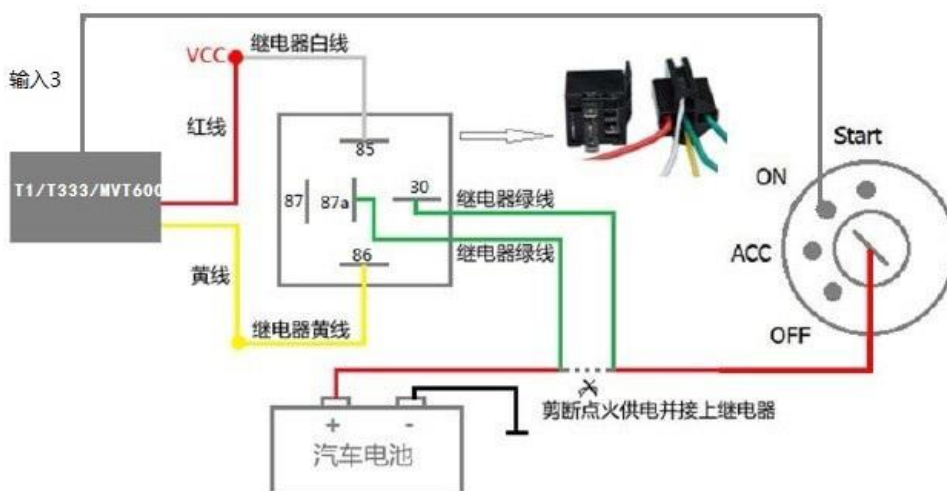 VCC
继电器白线
输入3
红线
85
Start
T1/T333/MVT600
ON
87
87a
30
继电器绿线
ACC
继电器绿线
黄线
86
继电器黄线
OFF
剪断点火供电并接上继电器
+
-
汽车电池